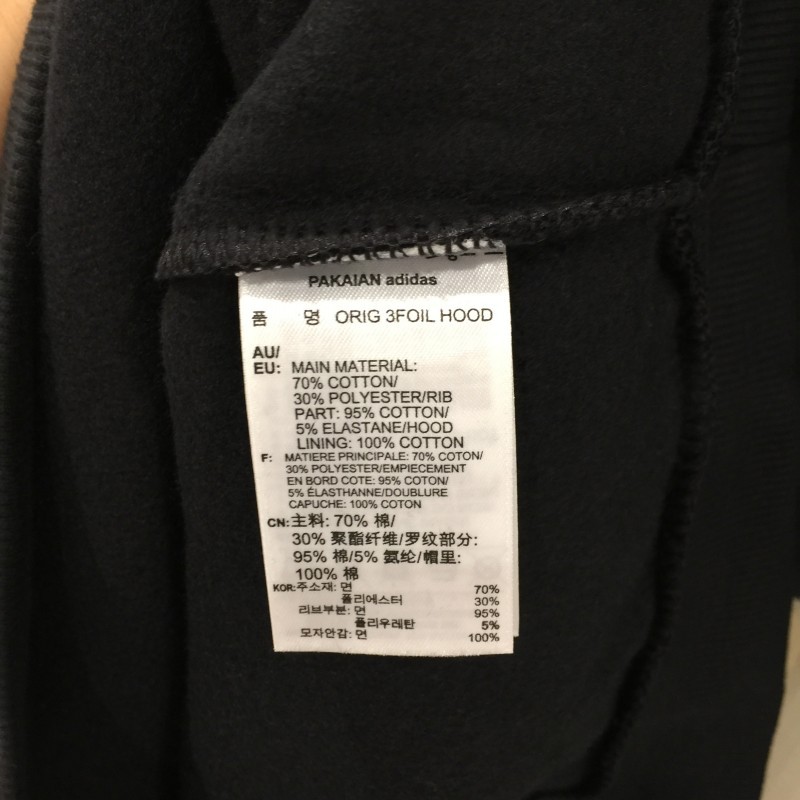 PAKAIAN adidas
품 명 ORIG 3FOIL HOOD
AU/
EU: MAIN MATERIAL:
70% COTTON/
30% POLYESTER/RIB
PART: 95% COTTON/
5% ELASTANE/HOOD
LINING: 100% COTTON
F: MATIERE PRINCIPALE: 70% COTON/
30% POLYESTER/EMPIECEMENT
EN BORD COTE: 95% COTON/
5% ÉLASTHANNE/DOUBLURE
CAPUCHE: 100% COTON
CN: 主料: 70% 棉/
30% 聚酯纤维/罗纹部分:
95% 棉/5% 氨纶/帽里:
100% 棉
KOR: 주소재: 면 70%
폴리에스터 30%
리브부분: 면 95%
폴리우레탄 5%
모자안감: 면 100%